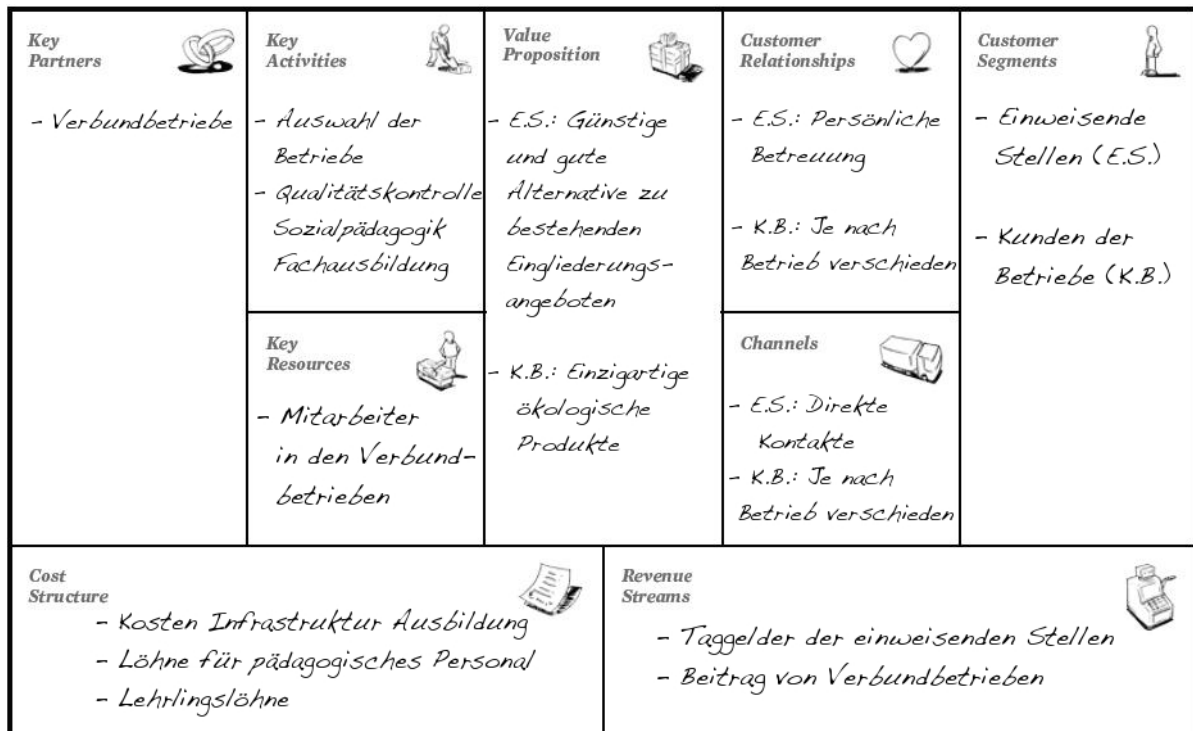 Key
Partners
- Verbundbetriebe
Key
Activities
- Auswahl der
Betriebe
- Qualitätskontrolle
Sozialpädagogik
Fachausbildung
Key
Resources
- Mitarbeiter
in den Verbund-
betrieben
Value
Proposition
- E.S.: Günstige
und gute
Alternative zu
bestehenden
Eingliederungs-
angeboten
- K.B.: Einzigartige
ökologische
Produkte
Customer
Relationships
- E.S.: Persönliche
Betreuung
- K.B.: Je nach
Betrieb verschieden
Channels
- E.S.: Direkte
Kontakte
- K.B.: Je nach
Betrieb verschieden
Customer
Segments
- Einweisende
Stellen (E.S.)
- Kunden der
Betriebe (K.B.)
Cost
Structure
- Kosten Infrastruktur Ausbildung
- Löhne für pädagogisches Personal
- Lehrlingslöhne
Revenue
Streams
- Taggelder der einweisenden Stellen
- Beitrag von Verbundbetrieben